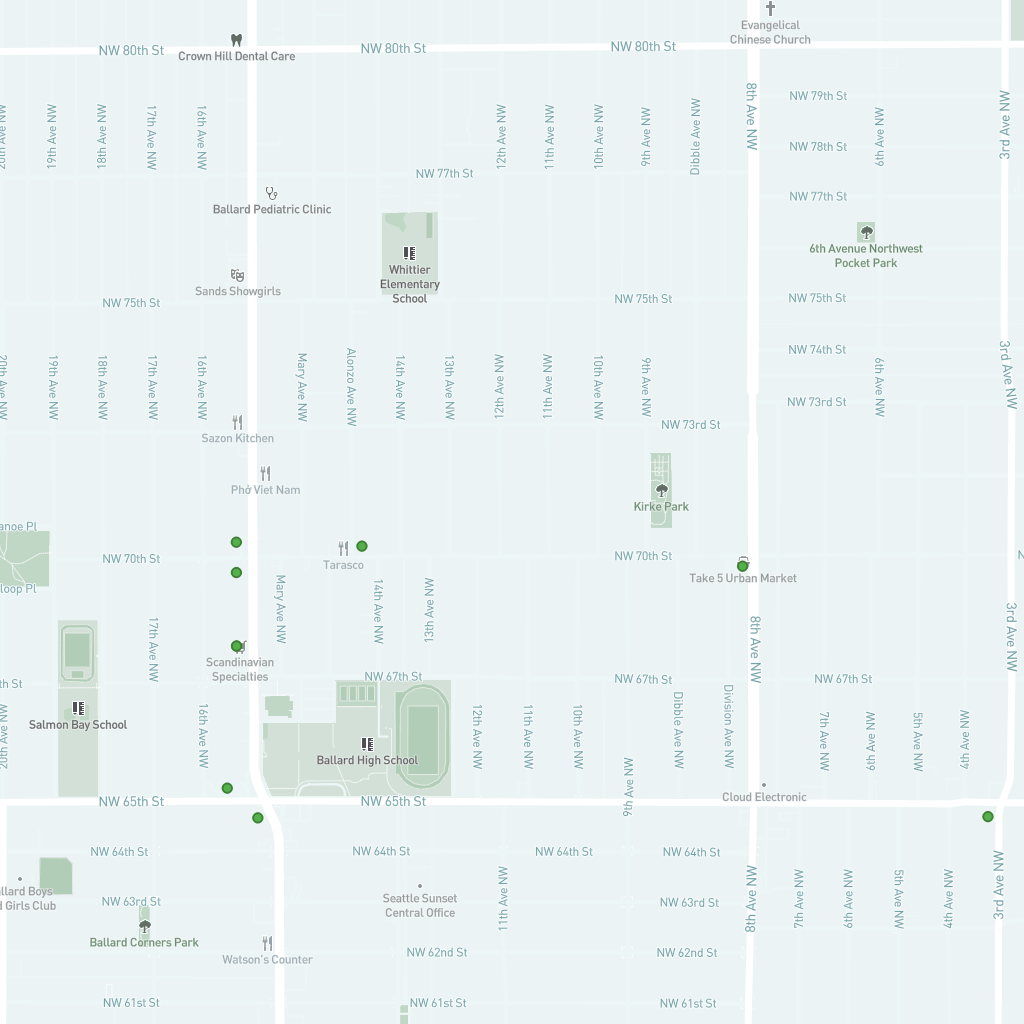 Evangelical
Chinese Church
NW 80th St
NW 80th St
NW 80th St
Crown Hill Dental Care
8th Ave NW
NW 79th St
3rd Ave NW
20th Ave NW
19th Ave NW
18th Ave NW
17th Ave NW
16th Ave NW
12th Ave NW
11th Ave NW
10th Ave NW
9th Ave NW
Dibble Ave NW
6th Ave NW
NW 78th St
NW 77th St
NW 77th St
Ballard Pediatric Clinic
6th Avenue Northwest
Pocket Park
Whittier
Elementary
School
Sands Showgirls
NW 75th St
NW 75th St
NW 75th St
NW 74th St
20th Ave NW
19th Ave NW
18th Ave NW
17th Ave NW
16th Ave NW
Mary Ave NW
Alonzo Ave NW
14th Ave NW
13th Ave NW
12th Ave NW
11th Ave NW
10th Ave NW
9th Ave NW
6th Ave NW
3rd Ave NW
NW 73rd St
NW 73rd St
Sazon Kitchen
Phở Viet Nam
Kirke Park
anoe Pl
NW 70th St
NW 70th St
N
Tarasco
Take 5 Urban Market
loop Pl
Mary Ave NW
14th Ave NW
13th Ave NW
17th Ave NW
8th Ave NW
3rd Ave NW
Scandinavian
Specialties
th St
NW 67th St
NW 67th St
NW 67th St
Salmon Bay School
20th Ave NW
16th Ave NW
12th Ave NW
11th Ave NW
10th Ave NW
Dibble Ave NW
Division Ave NW
7th Ave NW
6th Ave NW
5th Ave NW
4th Ave NW
Ballard High School
9th Ave NW
Cloud Electronic
NW 65th St
NW 65th St
NW 64th St
NW 64th St
NW 64th St
NW 64th St
allard Boys
d Girls Club
Seattle Sunset
Central Office
11th Ave NW
8th Ave NW
7th Ave NW
6th Ave NW
5th Ave NW
4th Ave NW
3rd Ave NW
NW 63rd St
NW 63rd St
Ballard Corners Park
Watson's Counter
NW 62nd St
NW 62nd St
NW 61st St
NW 61st St
NW 61st St